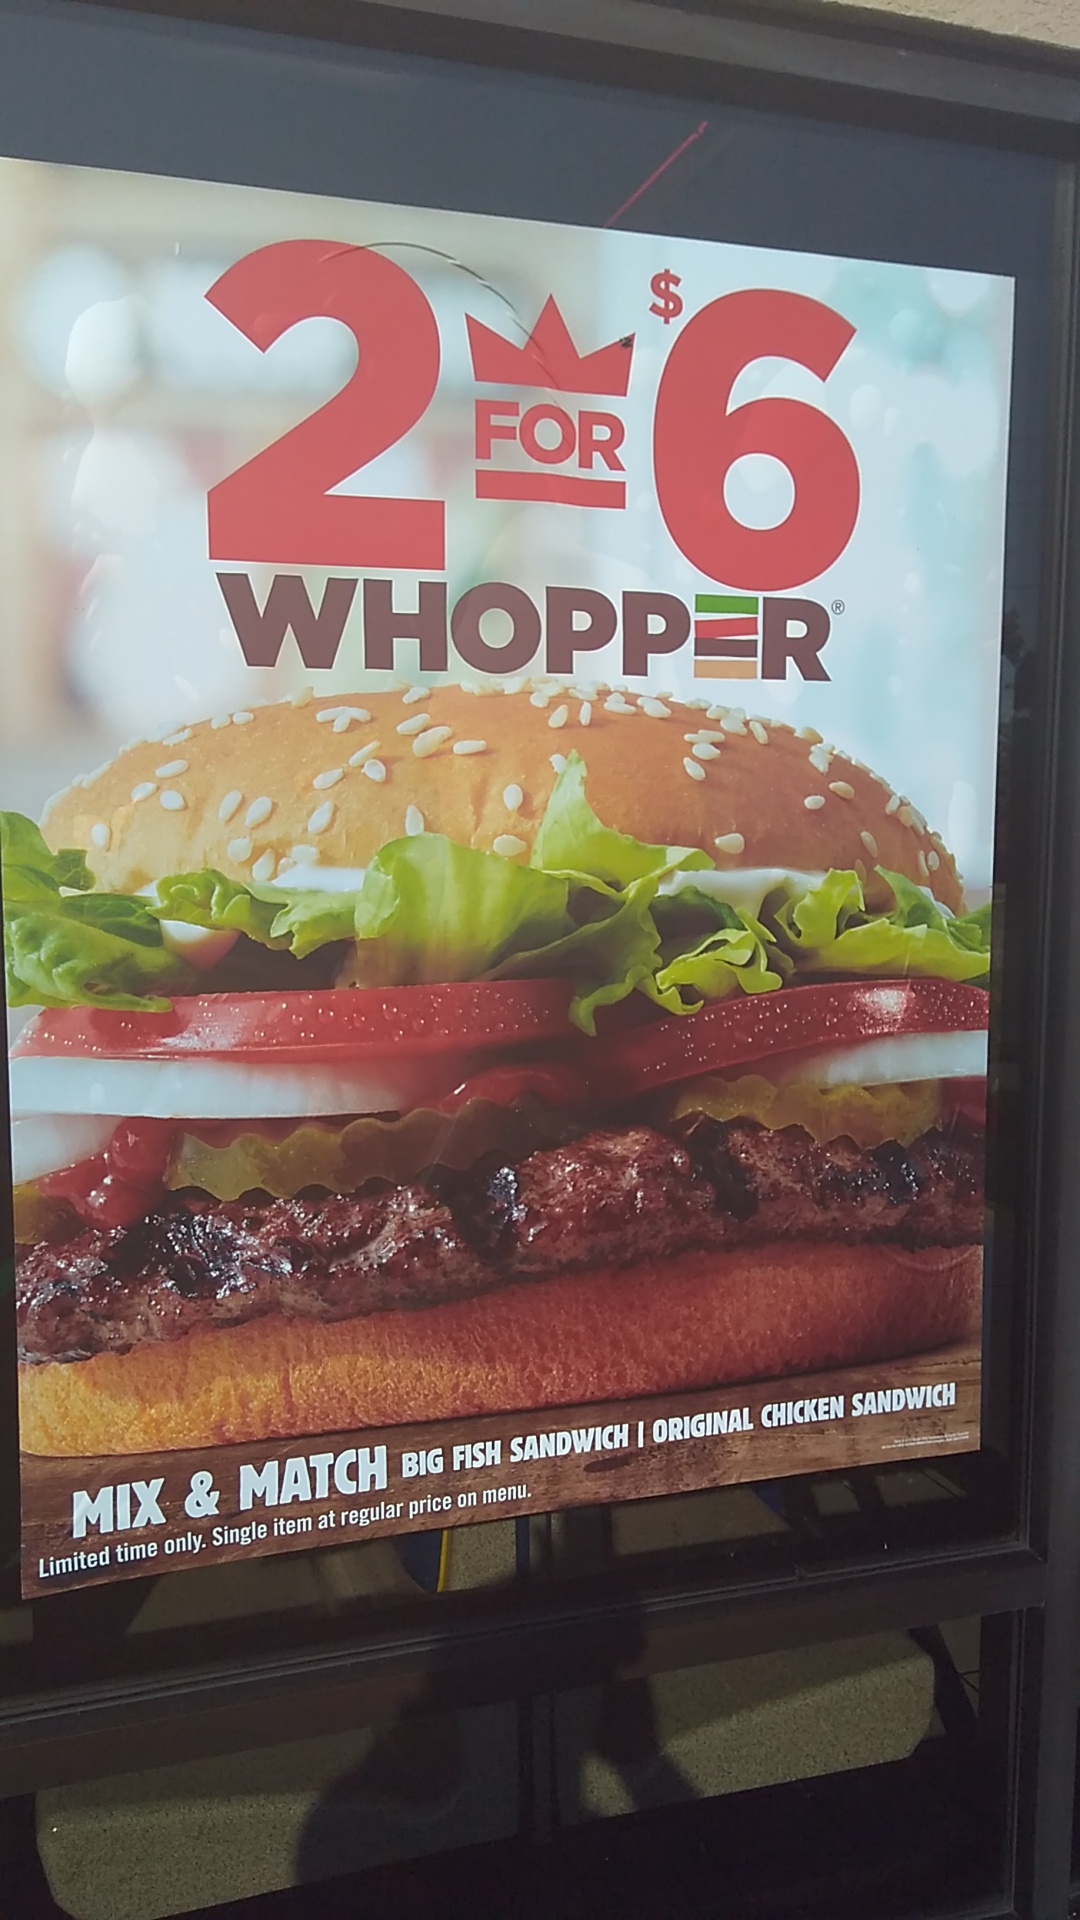 2 FOR $6
WHOPPER®
MIX & MATCH BIG FISH SANDWICH | ORIGINAL CHICKEN SANDWICH
Limited time only. Single item at regular price on menu.